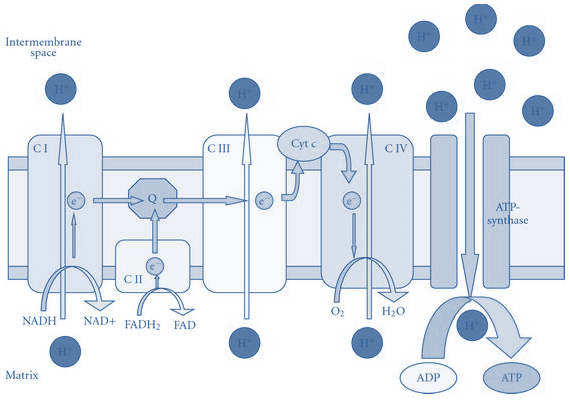 Intermembrane
space
H+
H+
H+
H+
H+
H+
H+
H+
H+
C I
C III
Cyt c
C IV
e−
Q
e−
e−
ATP-
synthase
C II
e−
NADH
NAD+
FADH2
FAD
O2
H2O
H+
H+
H+
H+
Matrix
ADP
ATP